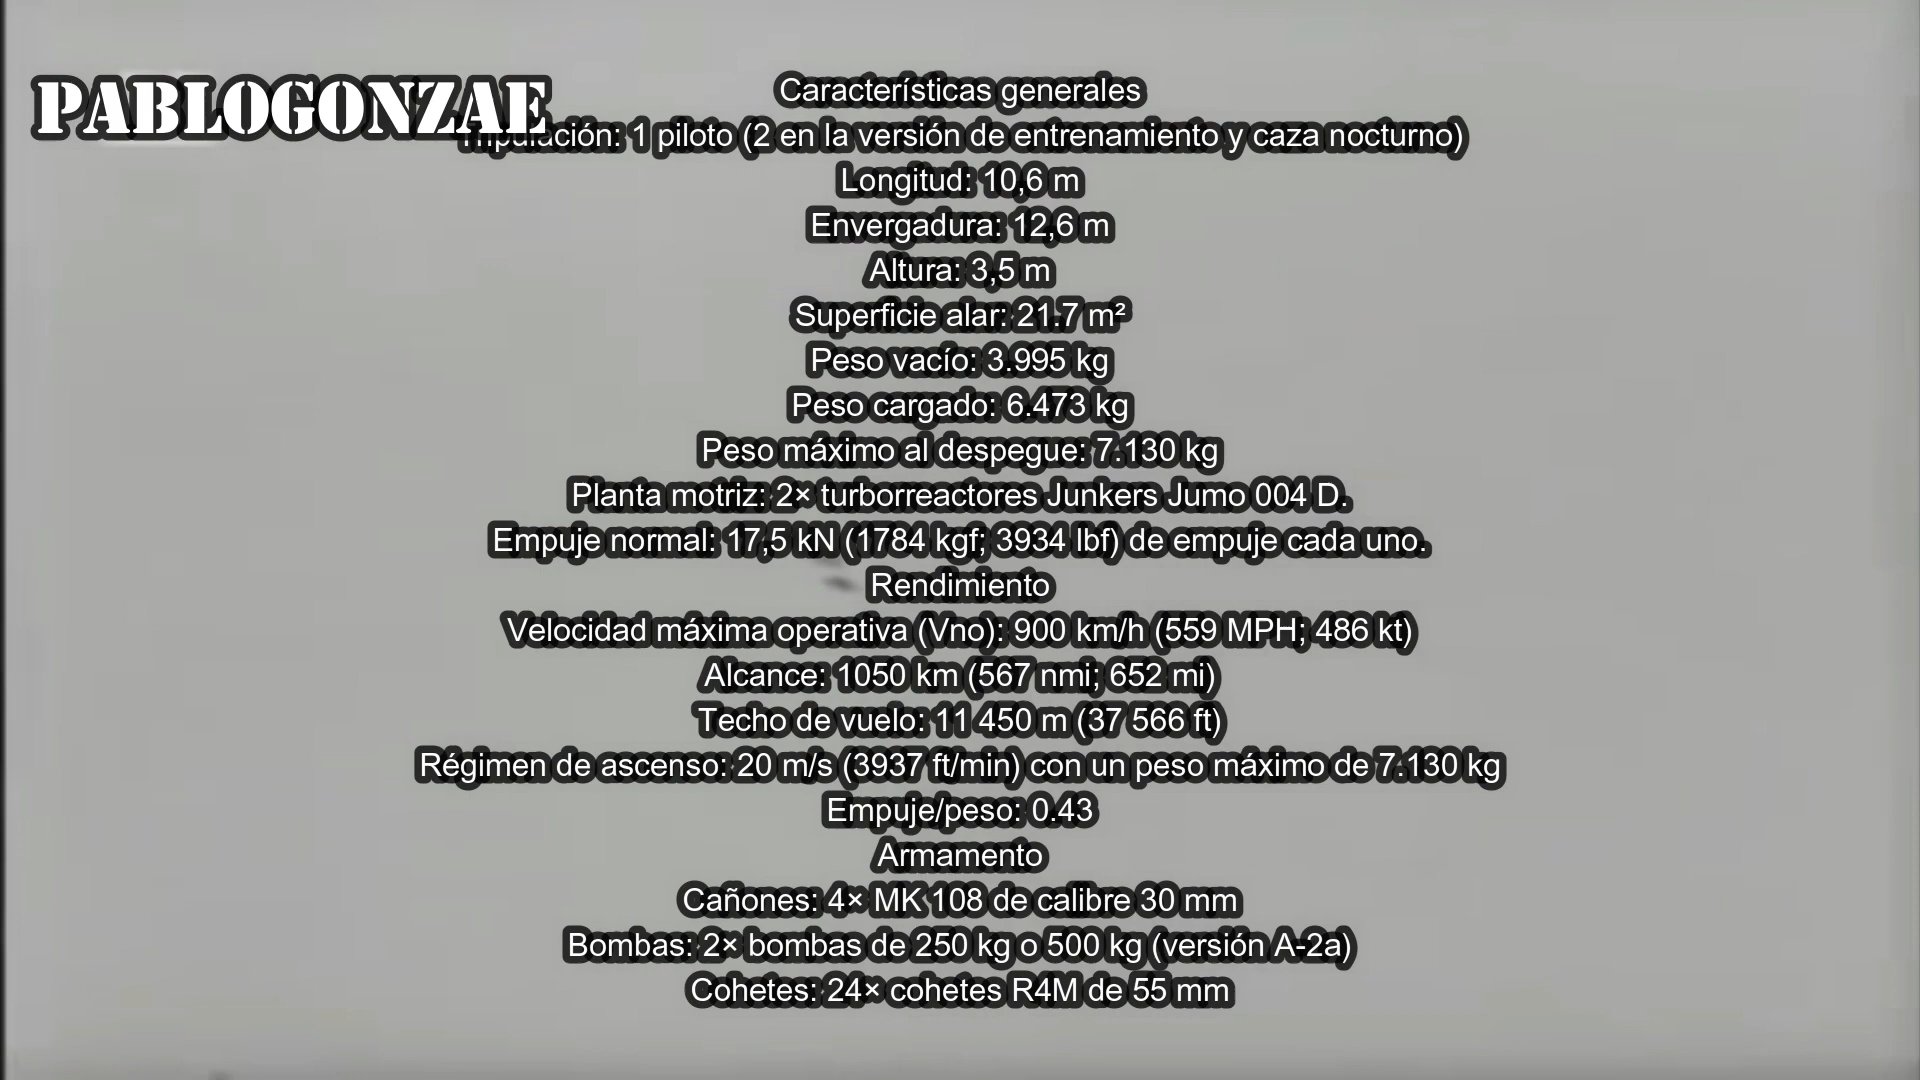 PABLOGONZAE
Características generales
Tripulación: 1 piloto (2 en la versión de entrenamiento y caza nocturno)
Longitud: 10,6 m
Envergadura: 12,6 m
Altura: 3,5 m
Superficie alar: 21.7 m²
Peso vacío: 3.995 kg
Peso cargado: 6.473 kg
Peso máximo al despegue: 7.130 kg
Planta motriz: 2× turborreactores Junkers Jumo 004 D.
Empuje normal: 17,5 kN (1784 kgf; 3934 lbf) de empuje cada uno.
Rendimiento
Velocidad máxima operativa (Vno): 900 km/h (559 MPH; 486 kt)
Alcance: 1050 km (567 nmi; 652 mi)
Techo de vuelo: 11 450 m (37 566 ft)
Régimen de ascenso: 20 m/s (3937 ft/min) con un peso máximo de 7.130 kg
Empuje/peso: 0.43
Armamento
Cañones: 4× MK 108 de calibre 30 mm
Bombas: 2× bombas de 250 kg o 500 kg (versión A-2a)
Cohetes: 24× cohetes R4M de 55 mm